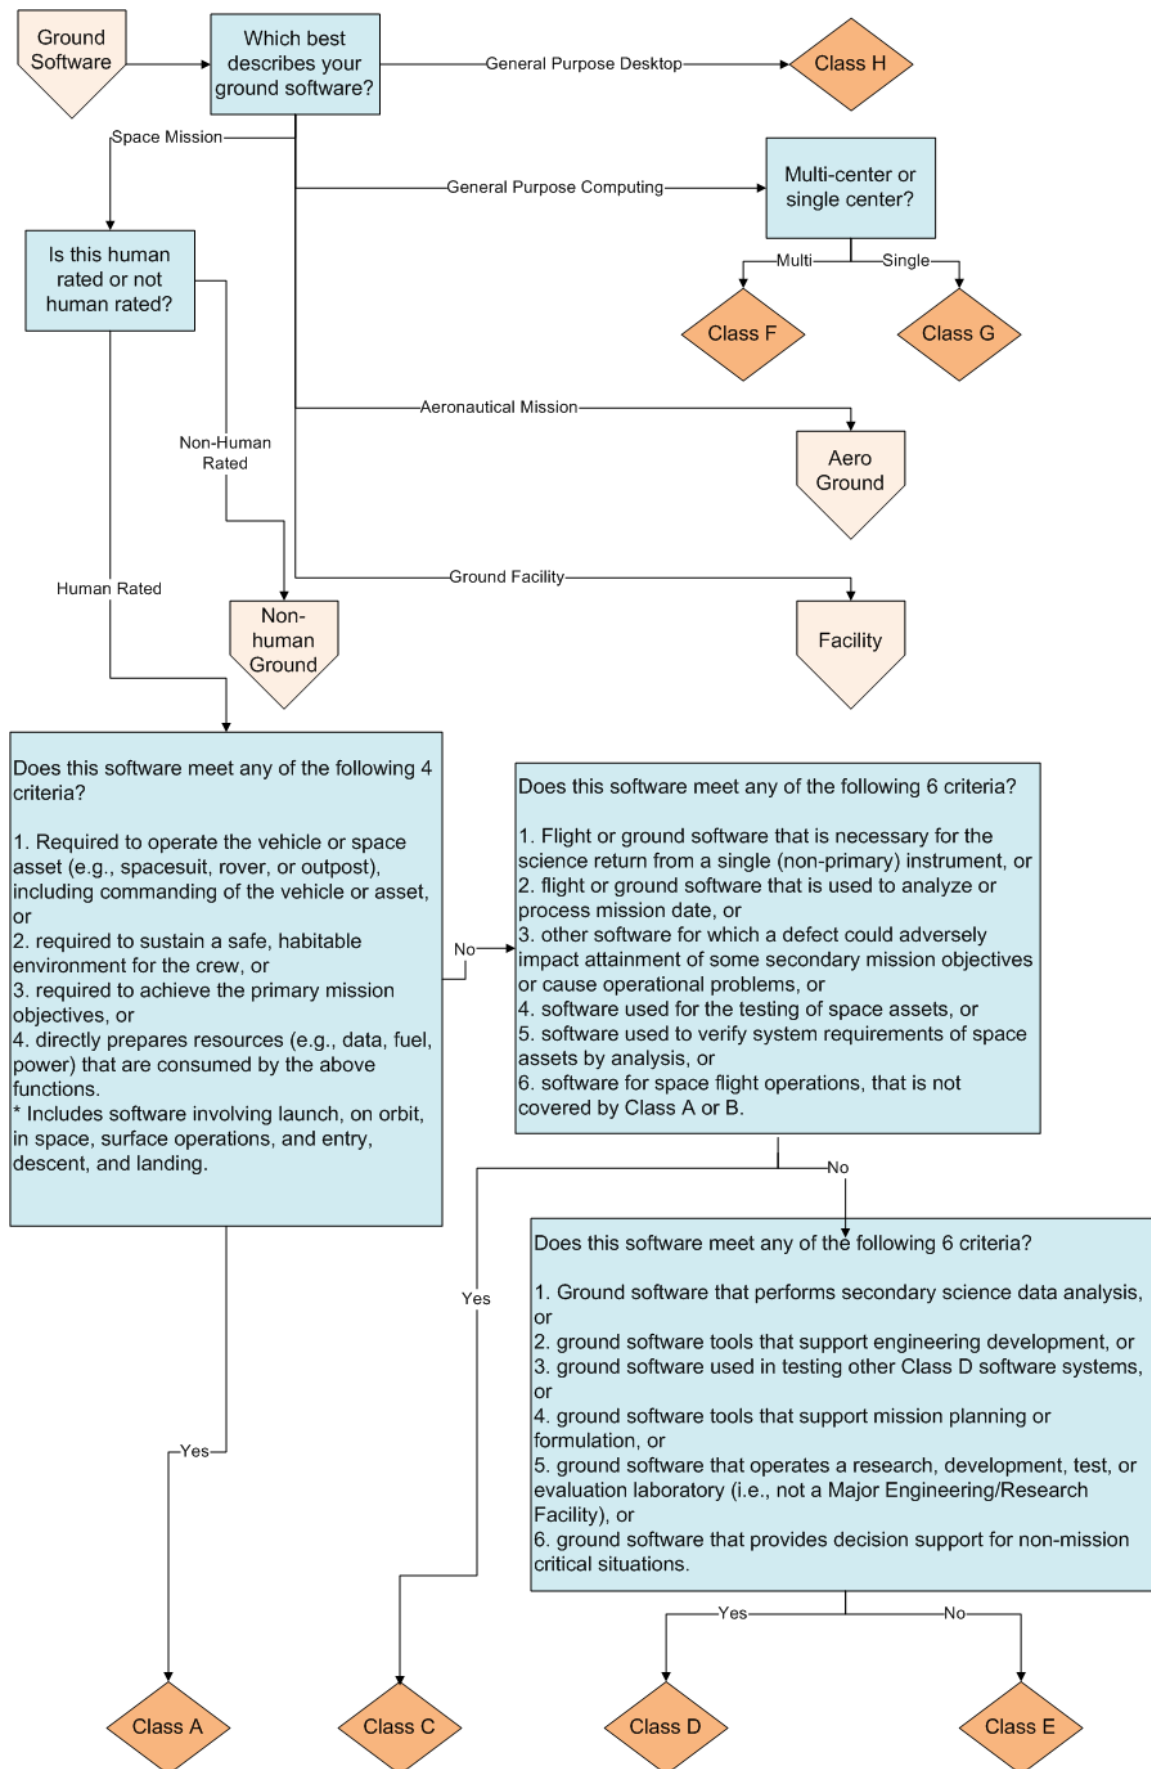 Ground
Software
Which best
describes your
ground software?
General Purpose Desktop
Class H
Space Mission
General Purpose Computing
Multi-center or
single center?
Is this human
rated or not
human rated?
Multi
Single
Class F
Class G
Aeronautical Mission
Non-Human
Rated
Aero
Ground
Ground Facility
Human Rated
Non-
human
Ground
Facility
Does this software meet any of the following 4
criteria?
1. Required to operate the vehicle or space
asset (e.g., spacesuit, rover, or outpost),
including commanding of the vehicle or asset,
or
2. required to sustain a safe, habitable
environment for the crew, or
3. required to achieve the primary mission
objectives, or
4. directly prepares resources (e.g., data, fuel,
power) that are consumed by the above
functions.
* Includes software involving launch, on orbit,
in space, surface operations, and entry,
descent, and landing.
No
Does this software meet any of the following 6 criteria?
1. Flight or ground software that is necessary for the
science return from a single (non-primary) instrument, or
2. flight or ground software that is used to analyze or
process mission date, or
3. other software for which a defect could adversely
impact attainment of some secondary mission objectives
or cause operational problems, or
4. software used for the testing of space assets, or
5. software used to verify system requirements of space
assets by analysis, or
6. software for space flight operations, that is not
covered by Class A or B.
No
Yes
Does this software meet any of the following 6 criteria?
1. Ground software that performs secondary science data analysis,
or
2. ground software tools that support engineering development, or
3. ground software used in testing other Class D software systems,
or
4. ground software tools that support mission planning or
formulation, or
5. ground software that operates a research, development, test, or
evaluation laboratory (i.e., not a Major Engineering/Research
Facility), or
6. ground software that provides decision support for non-mission
critical situations.
Yes
Yes
No
Class A
Class C
Class D
Class E